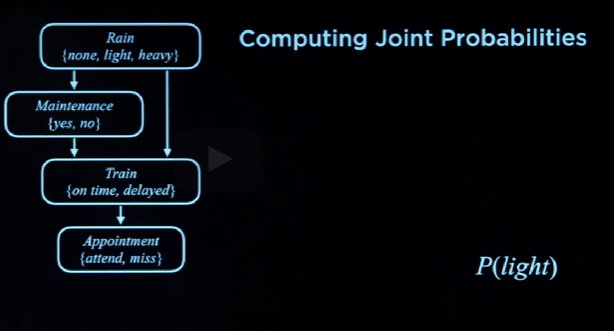 Computing Joint Probabilities
Rain
{none, light, heavy}
Maintenance
{yes, no}
Train
{on time, delayed}
Appointment
{attend, miss}
P(light)